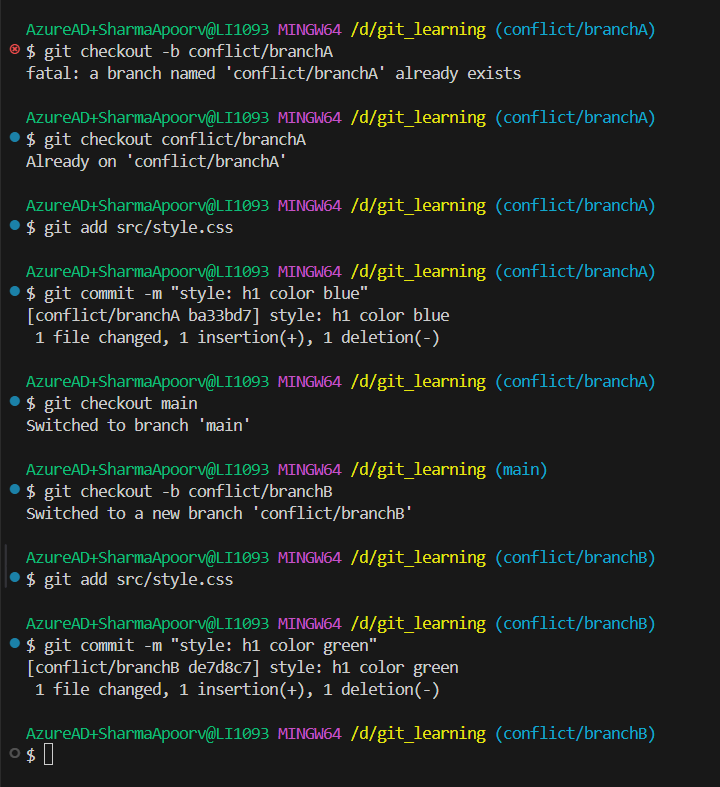 AzureAD+SharmaApoorv@LI1093 MINGW64 /d/git_learning (conflict/branchA)
$ git checkout -b conflict/branchA
fatal: a branch named 'conflict/branchA' already exists
AzureAD+SharmaApoorv@LI1093 MINGW64 /d/git_learning (conflict/branchA)
$ git checkout conflict/branchA
Already on 'conflict/branchA'
AzureAD+SharmaApoorv@LI1093 MINGW64 /d/git_learning (conflict/branchA)
$ git add src/style.css
AzureAD+SharmaApoorv@LI1093 MINGW64 /d/git_learning (conflict/branchA)
$ git commit -m "style: h1 color blue"
[conflict/branchA ba33bd7] style: h1 color blue
 1 file changed, 1 insertion(+), 1 deletion(-)
AzureAD+SharmaApoorv@LI1093 MINGW64 /d/git_learning (conflict/branchA)
$ git checkout main
Switched to branch 'main'
AzureAD+SharmaApoorv@LI1093 MINGW64 /d/git_learning (main)
$ git checkout -b conflict/branchB
Switched to a new branch 'conflict/branchB'
AzureAD+SharmaApoorv@LI1093 MINGW64 /d/git_learning (conflict/branchB)
$ git add src/style.css
AzureAD+SharmaApoorv@LI1093 MINGW64 /d/git_learning (conflict/branchB)
$ git commit -m "style: h1 color green"
[conflict/branchB de7d8c7] style: h1 color green
 1 file changed, 1 insertion(+), 1 deletion(-)
AzureAD+SharmaApoorv@LI1093 MINGW64 /d/git_learning (conflict/branchB)
$